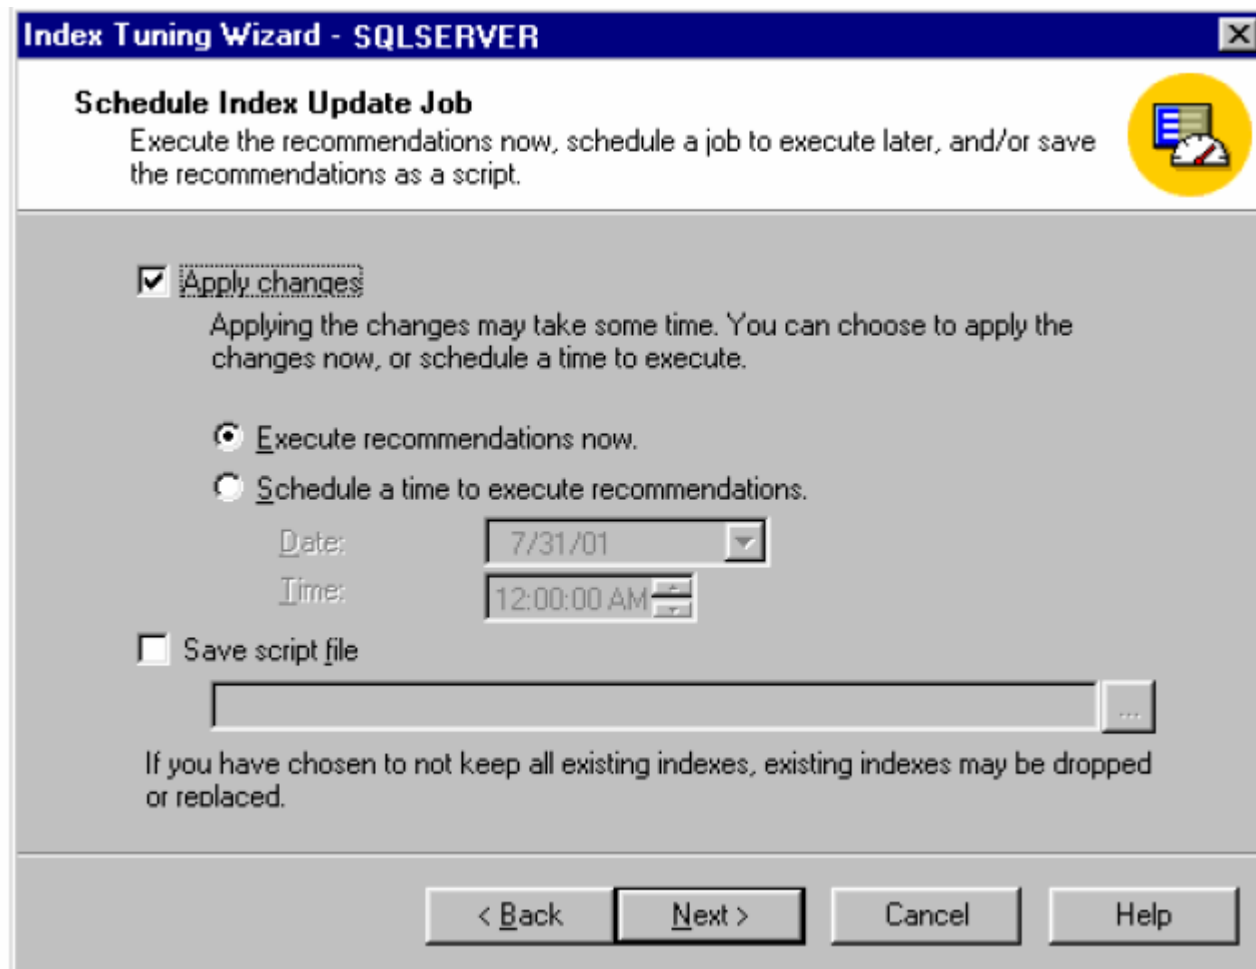 Index Tuning Wizard - SQLSERVER
Schedule Index Update Job
Execute the recommendations now, schedule a job to execute later, and/or save
the recommendations as a script.
Apply changes
Applying the changes may take some time. You can choose to apply the
changes now, or schedule a time to execute.
Execute recommendations now.
Schedule a time to execute recommendations.
Date: 7/31/01
Time: 12:00:00 AM
Save script file
...
If you have chosen to not keep all existing indexes, existing indexes may be dropped
or replaced.
< Back Next > Cancel Help